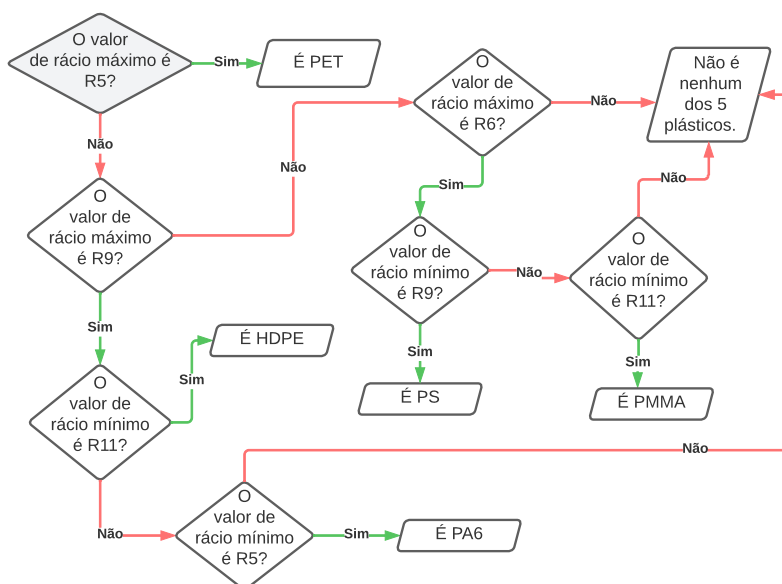 O valor
de rácio máximo é
R5?
Sim
É PET
Não
O
valor de
rácio máximo
é R6?
Não
Não é
nenhum
dos 5
plásticos.
Não
Sim
Não
O
valor de
rácio máximo
é R9?
O
valor de
rácio mínimo
é R9?
Não
O
valor de
rácio mínimo
é R11?
Sim
É HDPE
Sim
Sim
Sim
O
valor de
rácio mínimo
é R11?
É PS
É PMMA
Não
Não
O
valor de
rácio mínimo
é R5?
Sim
É PA6